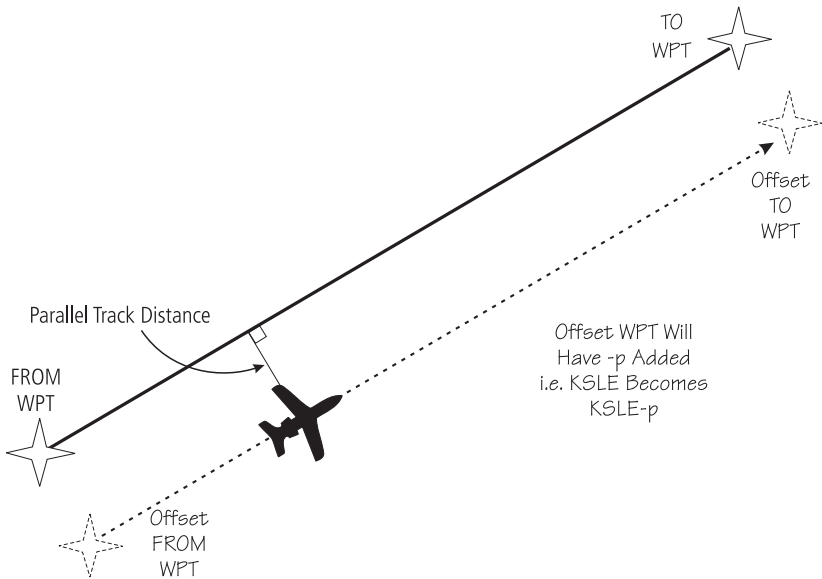 TO
WPT
Offset
TO
WPT
Parallel Track Distance
Offset WPT Will
Have -p Added
i.e. KSLE Becomes
KSLE-p
FROM
WPT
Offset
FROM
WPT